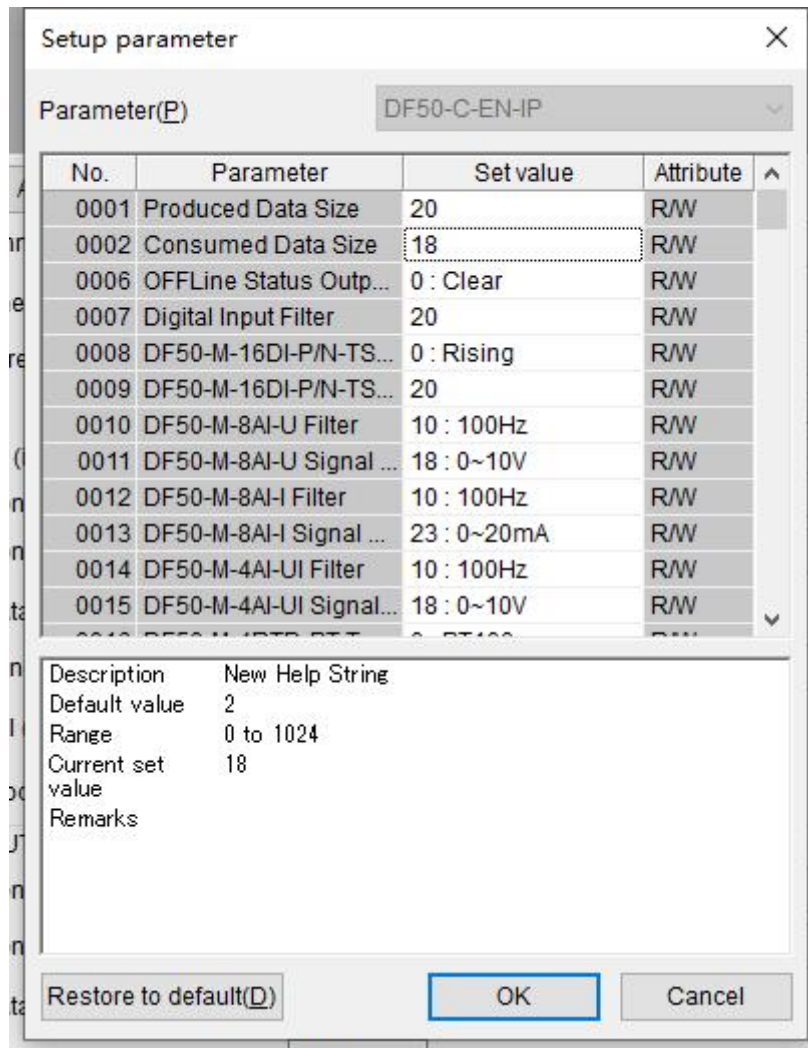 Setup parameter
Parameter(P) DF50-C-EN-IP
No. Parameter Set value Attribute
0001 Produced Data Size 20 R/W
0002 Consumed Data Size 18 R/W
0006 OFFLine Status Outp... 0 : Clear R/W
0007 Digital Input Filter 20 R/W
0008 DF50-M-16DI-P/N-TS... 0 : Rising R/W
0009 DF50-M-16DI-P/N-TS... 20 R/W
0010 DF50-M-8AI-U Filter 10 : 100Hz R/W
0011 DF50-M-8AI-U Signal ... 18 : 0~10V R/W
0012 DF50-M-8AI-I Filter 10 : 100Hz R/W
0013 DF50-M-8AI-I Signal ... 23 : 0~20mA R/W
0014 DF50-M-4AI-UI Filter 10 : 100Hz R/W
0015 DF50-M-4AI-UI Signal... 18 : 0~10V R/W
Description New Help String
Default value 2
Range 0 to 1024
Current set value 18
Remarks
Restore to default(D) OK Cancel